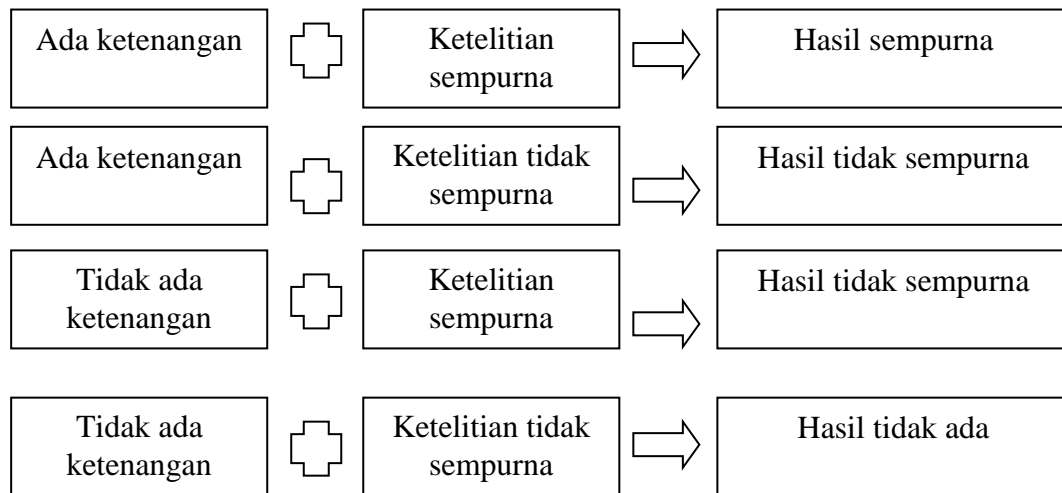 Ada ketenangan
Ketelitian
sempurna
Hasil sempurna
Ada ketenangan
Ketelitian tidak
sempurna
Hasil tidak sempurna
Tidak ada
ketenangan
Ketelitian
sempurna
Hasil tidak sempurna
Tidak ada
ketenangan
Ketelitian tidak
sempurna
Hasil tidak ada